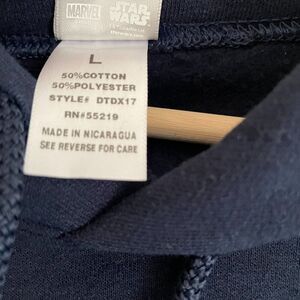 MARVEL
STAR
WARS
L
50%COTTON
50%POLYESTER
STYLE# DTDX17
RN#55219
MADE IN NICARAGUA
SEE REVERSE FOR CARE